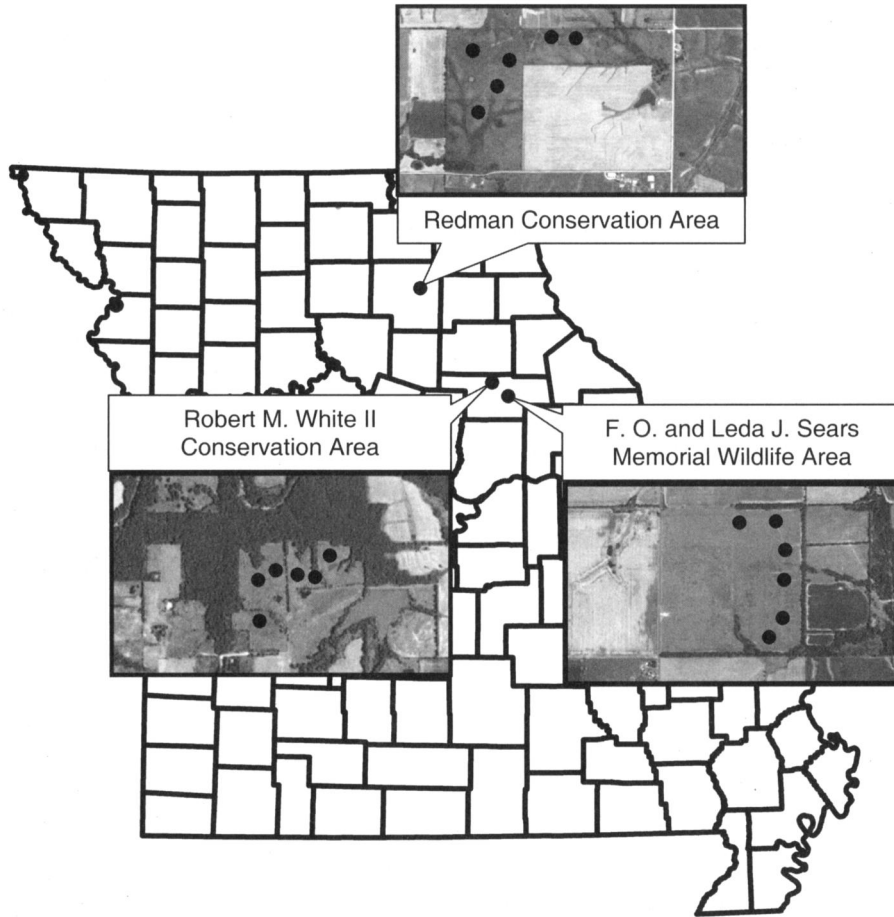 Redman Conservation Area
Robert M. White II
Conservation Area
F. O. and Leda J. Sears
Memorial Wildlife Area